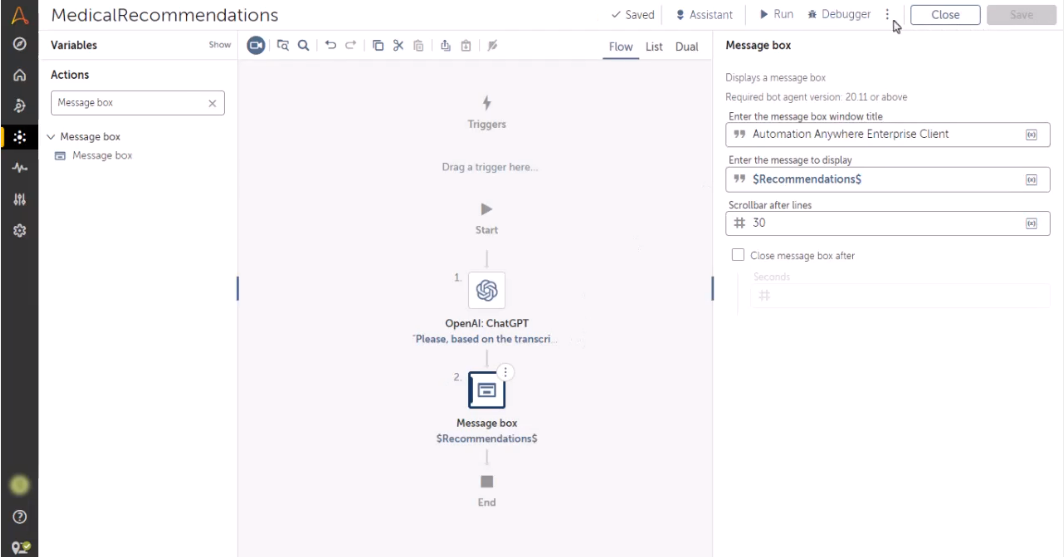 MedicalRecommendations
Saved
Assistant
Run
Debugger
Close
Save
Variables
Show
Actions
Message box
Message box
Message box
Flow
List
Dual
Triggers
Drag a trigger here...
Start
1.
OpenAI: ChatGPT
"Please, based on the transcri...
2.
Message box
$Recommendations$
End
Message box
Displays a message box
Required bot agent version: 20.11 or above
Enter the message box window title
Automation Anywhere Enterprise Client
(x)
Enter the message to display
$Recommendations$
(x)
Scrollbar after lines
# 30
(x)
Close message box after
Seconds
#